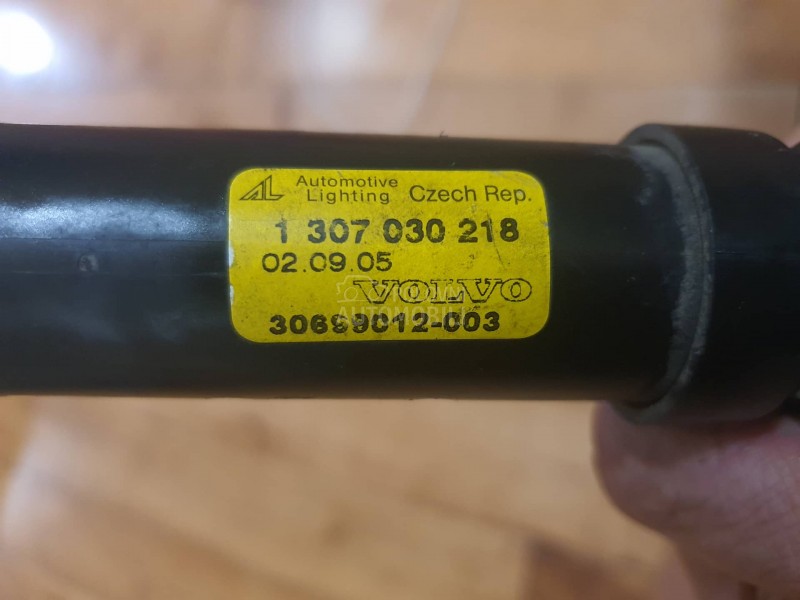 AL Automotive Lighting Czech Rep.
1 307 030 218
02.09.05
VOLVO
30699012-003